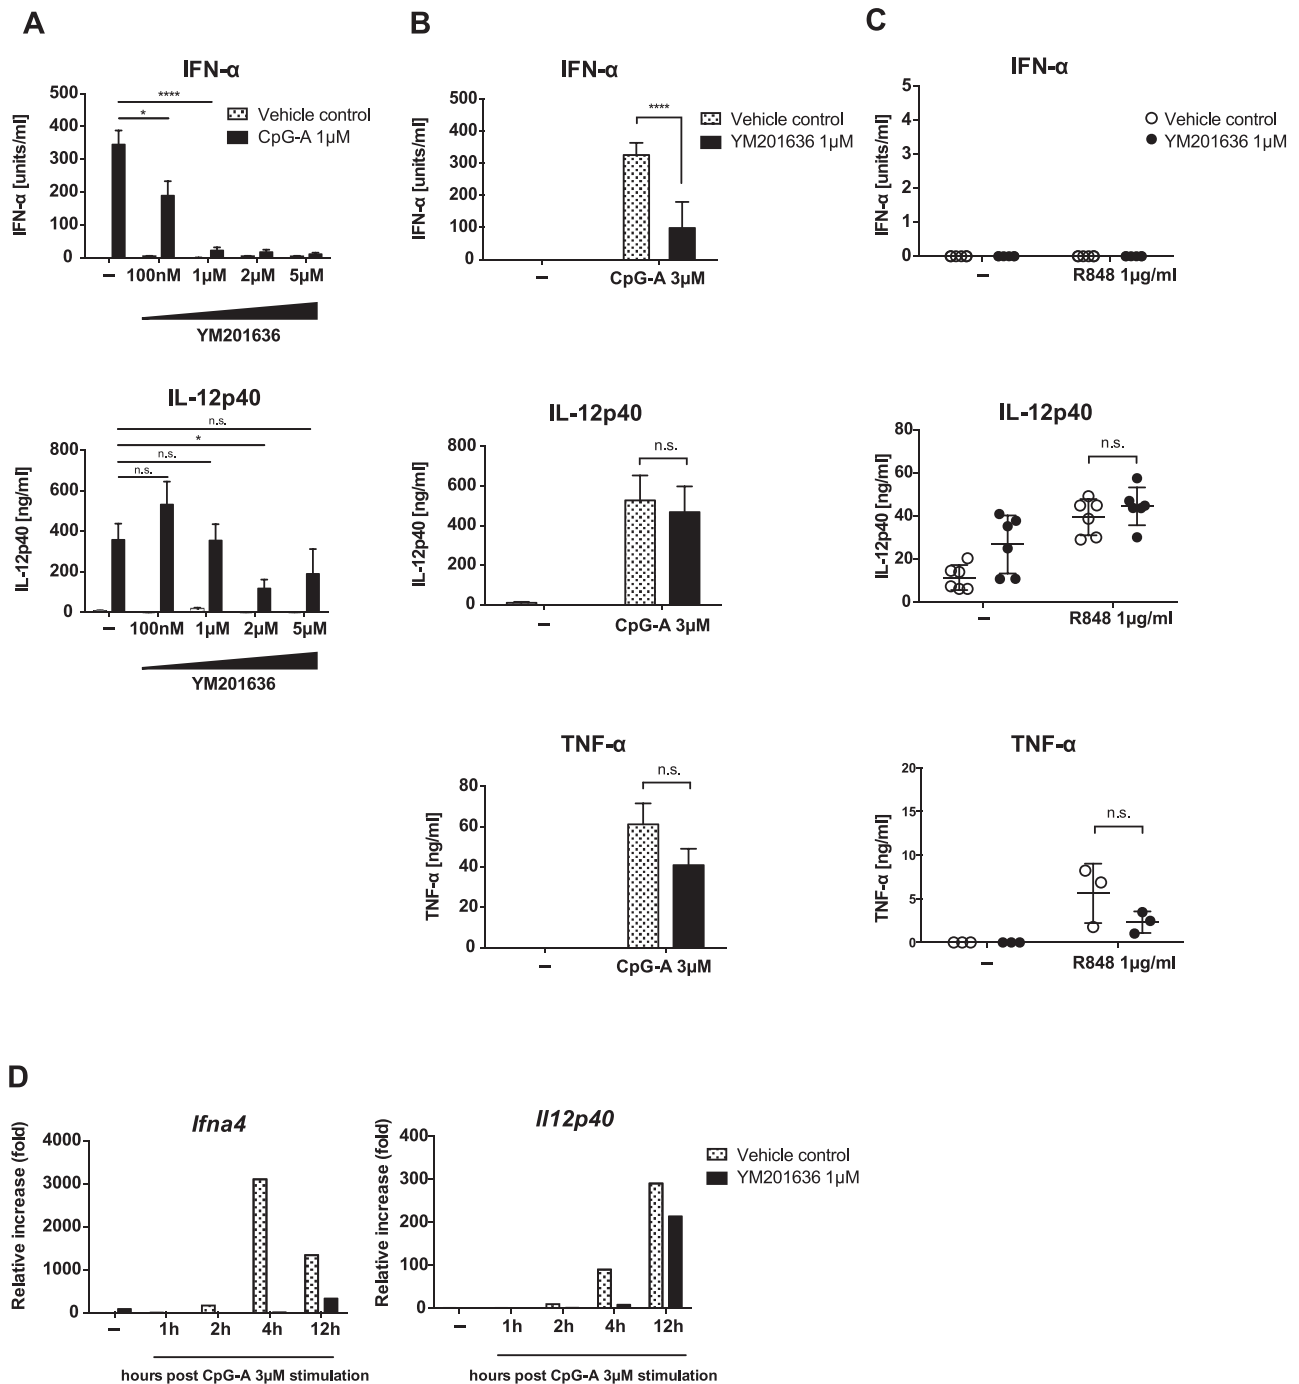 A
IFN-α
500
400
300
200
100
0
IFN-α [units/ml]
****
*
Vehicle control
CpG-A 1µM
–
100nM
1µM
2µM
5µM
YM201636
IL-12p40
800
600
400
200
0
IL-12p40 [ng/ml]
n.s.
*
n.s.
n.s.
–
100nM
1µM
2µM
5µM
YM201636
B
IFN-α
500
400
300
200
100
0
IFN-α [units/ml]
****
Vehicle control
YM201636 1µM
–
CpG-A 3µM
IL-12p40
800
600
400
200
0
IL-12p40 [ng/ml]
n.s.
–
CpG-A 3µM
TNF-α
80
60
40
20
0
TNF-α [ng/ml]
n.s.
–
CpG-A 3µM
C
IFN-α
5
4
3
2
1
0
IFN-α [units/ml]
Vehicle control
YM201636 1µM
–
R848 1µg/ml
IL-12p40
80
60
40
20
0
IL-12p40 [ng/ml]
n.s.
–
R848 1µg/ml
TNF-α
20
15
10
5
0
TNF-α [ng/ml]
n.s.
–
R848 1µg/ml
D
Ifna4
4000
3000
2000
1000
0
Relative increase (fold)
–
1h
2h
4h
12h
hours post CpG-A 3µM stimulation
Il12p40
400
300
200
100
0
Relative increase (fold)
Vehicle control
YM201636 1µM
–
1h
2h
4h
12h
hours post CpG-A 3µM stimulation